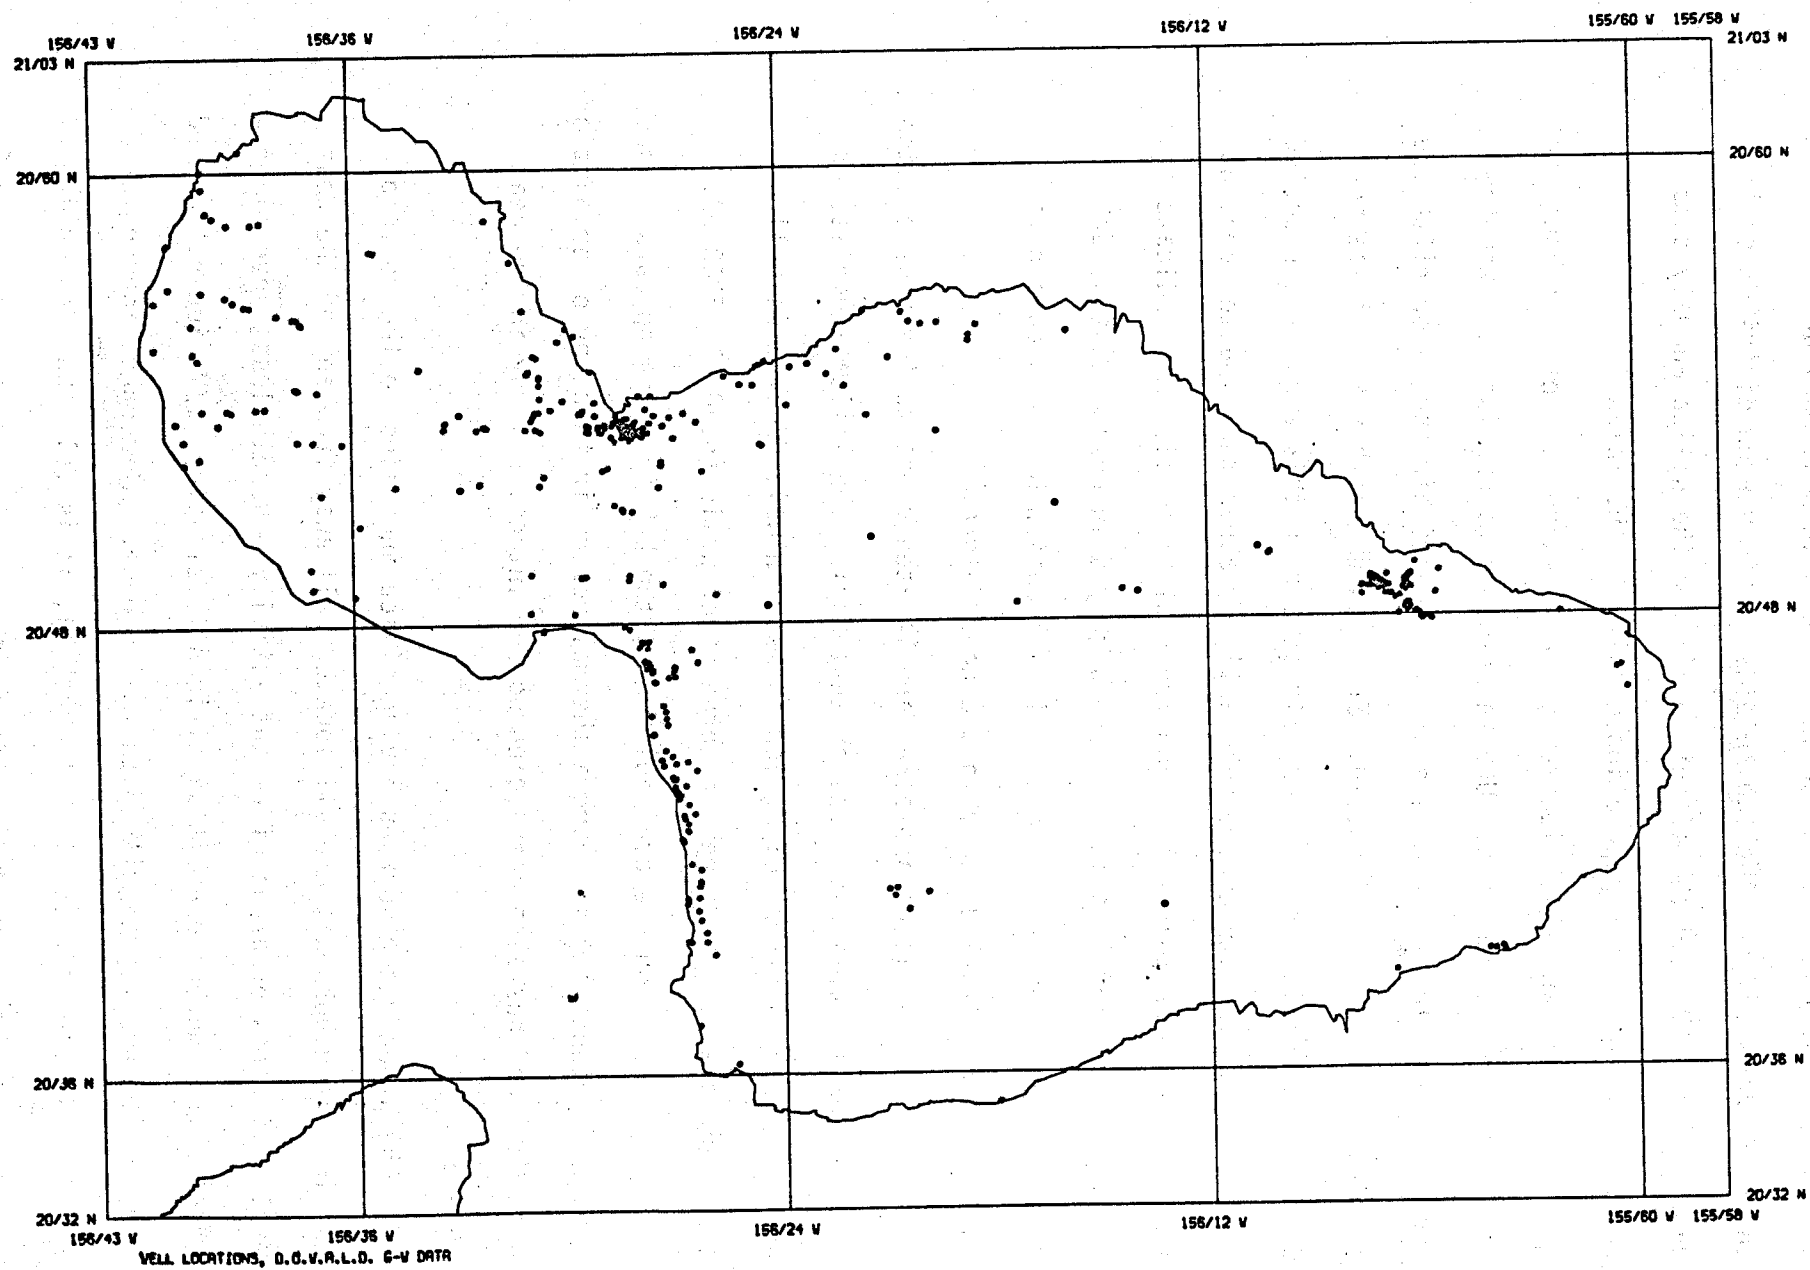 155/60 W 155/58 W
156/43 W 156/36 W 156/24 W 156/12 W
21/03 N 21/03 N
20/60 N 20/60 N
20/48 N 20/48 N
20/36 N 20/36 N
20/32 N 20/32 N
156/43 W 156/36 W 156/24 W 156/12 W 155/60 W 155/58 W
WELL LOCATIONS, D.O.W.A.L.D. G-W DATA